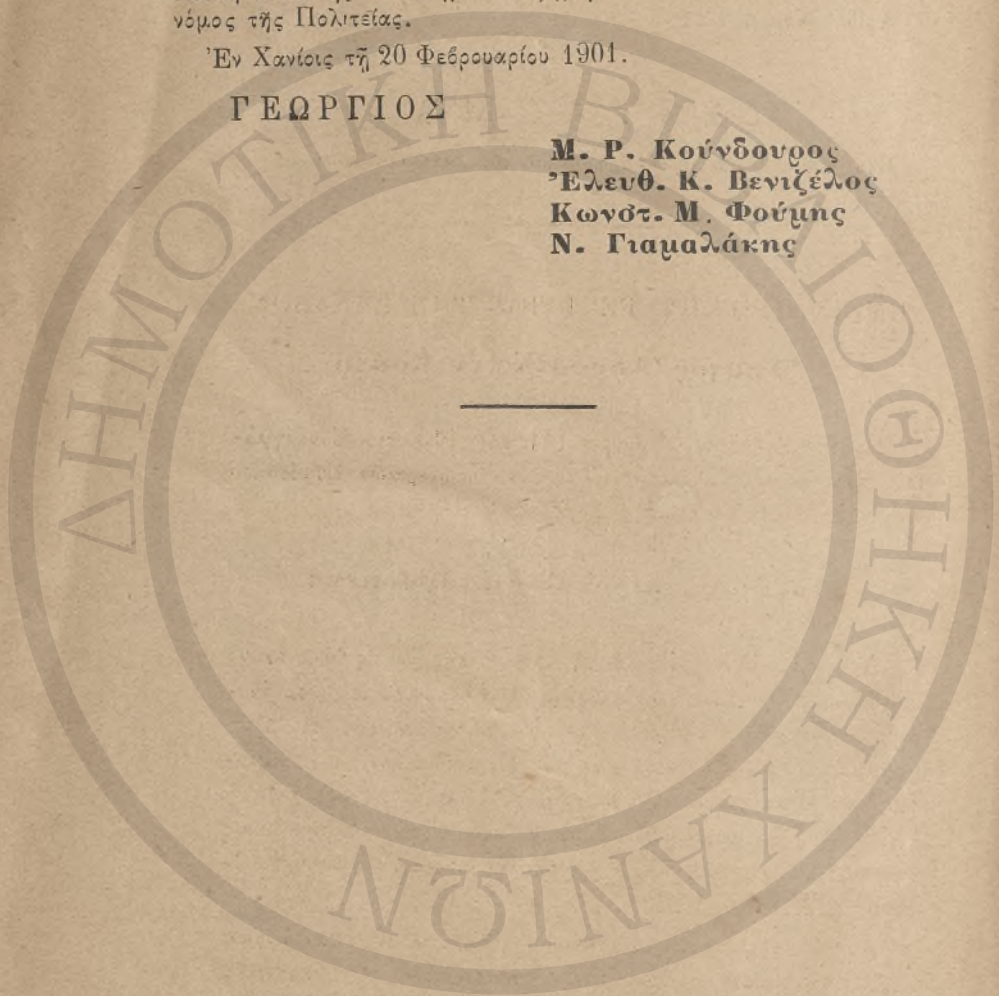 νόμος τῆς Πολιτείας.
Ἐν Χανίοις τῇ 20 Φεβρουαρίου 1901.
ΓΕΩΡΓΙΟΣ
Μ. Ρ. Κούνδουρος
Ἐλευθ. Κ. Βενιζέλος
Κωνστ. Μ. Φούμης
Ν. Γιαμαλάκης
ΔΗΜΟΤΙΚΗ ΒΙΒΛΙΟΘΗΚΗ ΧΑΝΙΩΝ